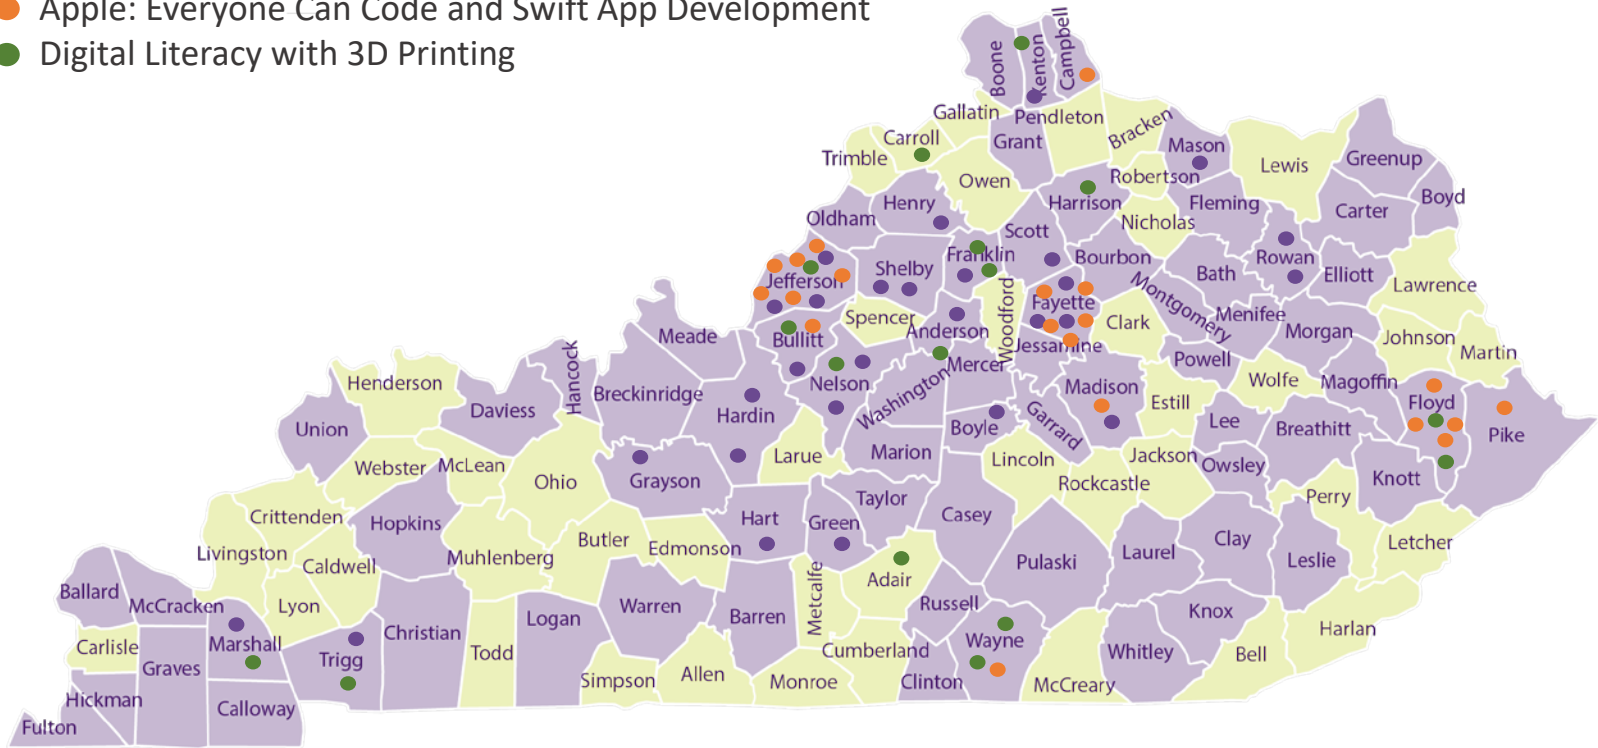 Apple: Everyone Can Code and Swift App Development
Digital Literacy with 3D Printing
Boone
Kenton
Campbell
Gallatin
Pendleton
Carroll
Grant
Bracken
Trimble
Mason
Lewis
Greenup
Owen
Robertson
Henry
Harrison
Fleming
Boyd
Oldham
Nicholas
Carter
Scott
Franklin
Shelby
Bourbon
Rowan
Jefferson
Bath
Elliott
Lawrence
Woodford
Montgomery
Fayette
Spencer
Anderson
Clark
Menifee
Morgan
Bullitt
Meade
Jessamine
Johnson
Martin
Mercer
Powell
Hancock
Henderson
Nelson
Washington
Madison
Wolfe
Magoffin
Breckinridge
Daviess
Hardin
Estill
Floyd
Union
Boyle
Garrard
Lee
Breathitt
Pike
Webster
McLean
Larue
Marion
Lincoln
Jackson
Owsley
Ohio
Grayson
Rockcastle
Knott
Crittenden
Hopkins
Hart
Green
Taylor
Casey
Perry
Livingston
Caldwell
Muhlenberg
Butler
Edmonson
Pulaski
Laurel
Clay
Leslie
Letcher
Ballard
McCracken
Lyon
Warren
Barren
Metcalfe
Adair
Russell
Knox
Carlisle
Marshall
Christian
Logan
Wayne
Harlan
Graves
Trigg
Todd
Cumberland
Whitley
Bell
Hickman
Calloway
Simpson
Allen
Monroe
Clinton
McCreary
Fulton